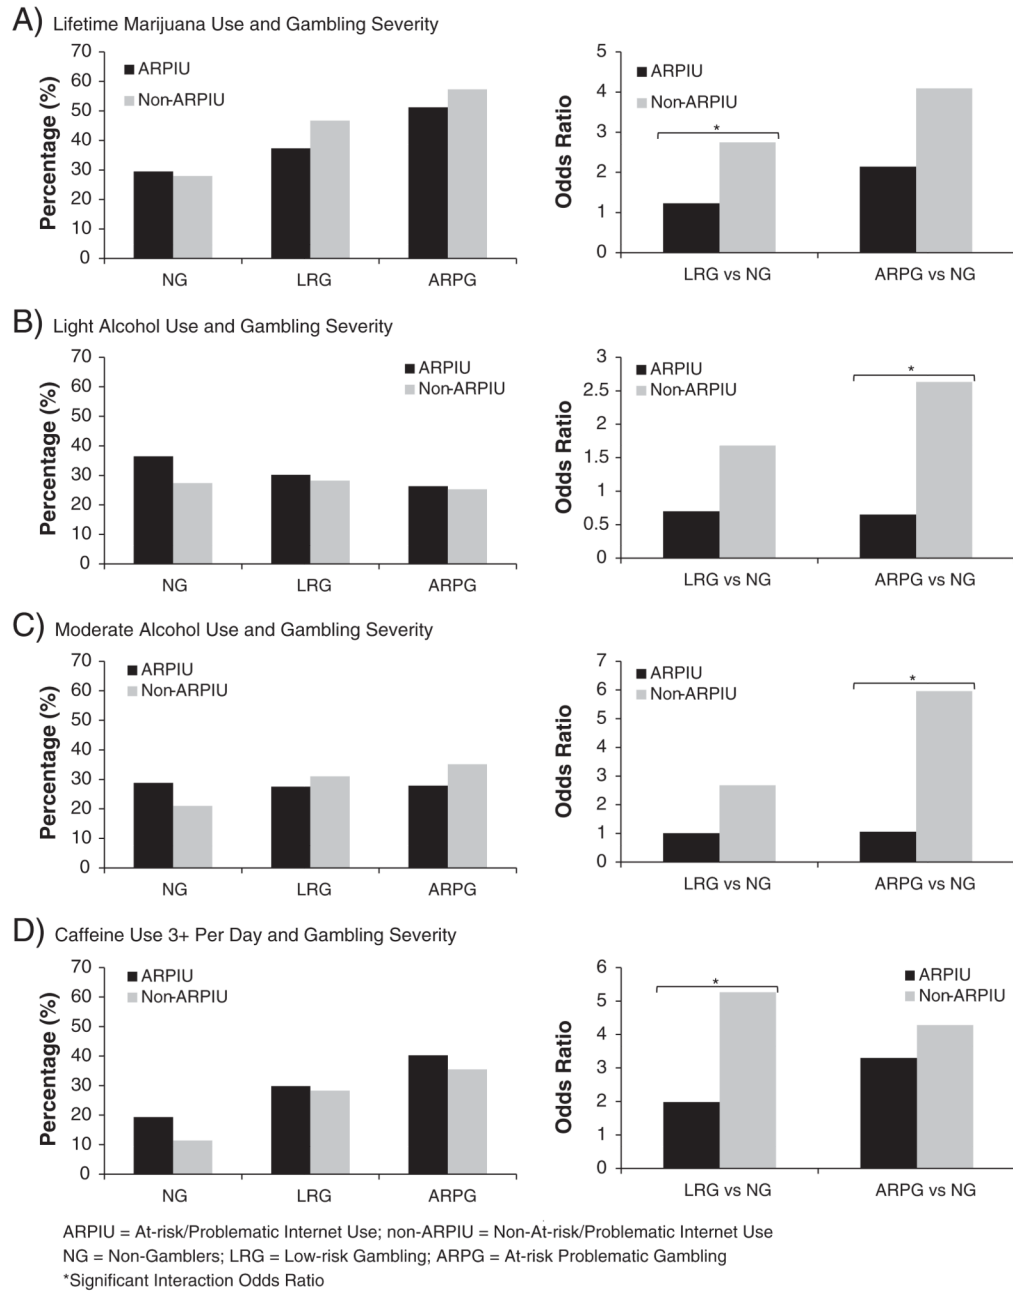 A) Lifetime Marijuana Use and Gambling Severity
Percentage (%)
70
60
50
40
30
20
10
0
ARPIU
Non-ARPIU
NG
LRG
ARPG
Odds Ratio
5
4
3
2
1
0
ARPIU
Non-ARPIU
*
LRG vs NG
ARPG vs NG
B) Light Alcohol Use and Gambling Severity
Percentage (%)
70
60
50
40
30
20
10
0
ARPIU
Non-ARPIU
NG
LRG
ARPG
Odds Ratio
3
2.5
2
1.5
1
0.5
0
ARPIU
Non-ARPIU
*
LRG vs NG
ARPG vs NG
C) Moderate Alcohol Use and Gambling Severity
Percentage (%)
70
60
50
40
30
20
10
0
ARPIU
Non-ARPIU
NG
LRG
ARPG
Odds Ratio
7
6
5
4
3
2
1
0
ARPIU
Non-ARPIU
*
LRG vs NG
ARPG vs NG
D) Caffeine Use 3+ Per Day and Gambling Severity
Percentage (%)
70
60
50
40
30
20
10
0
ARPIU
Non-ARPIU
NG
LRG
ARPG
Odds Ratio
6
5
4
3
2
1
0
*
ARPIU
Non-ARPIU
LRG vs NG
ARPG vs NG
ARPIU = At-risk/Problematic Internet Use; non-ARPIU = Non-At-risk/Problematic Internet Use
NG = Non-Gamblers; LRG = Low-risk Gambling; ARPG = At-risk Problematic Gambling
*Significant Interaction Odds Ratio